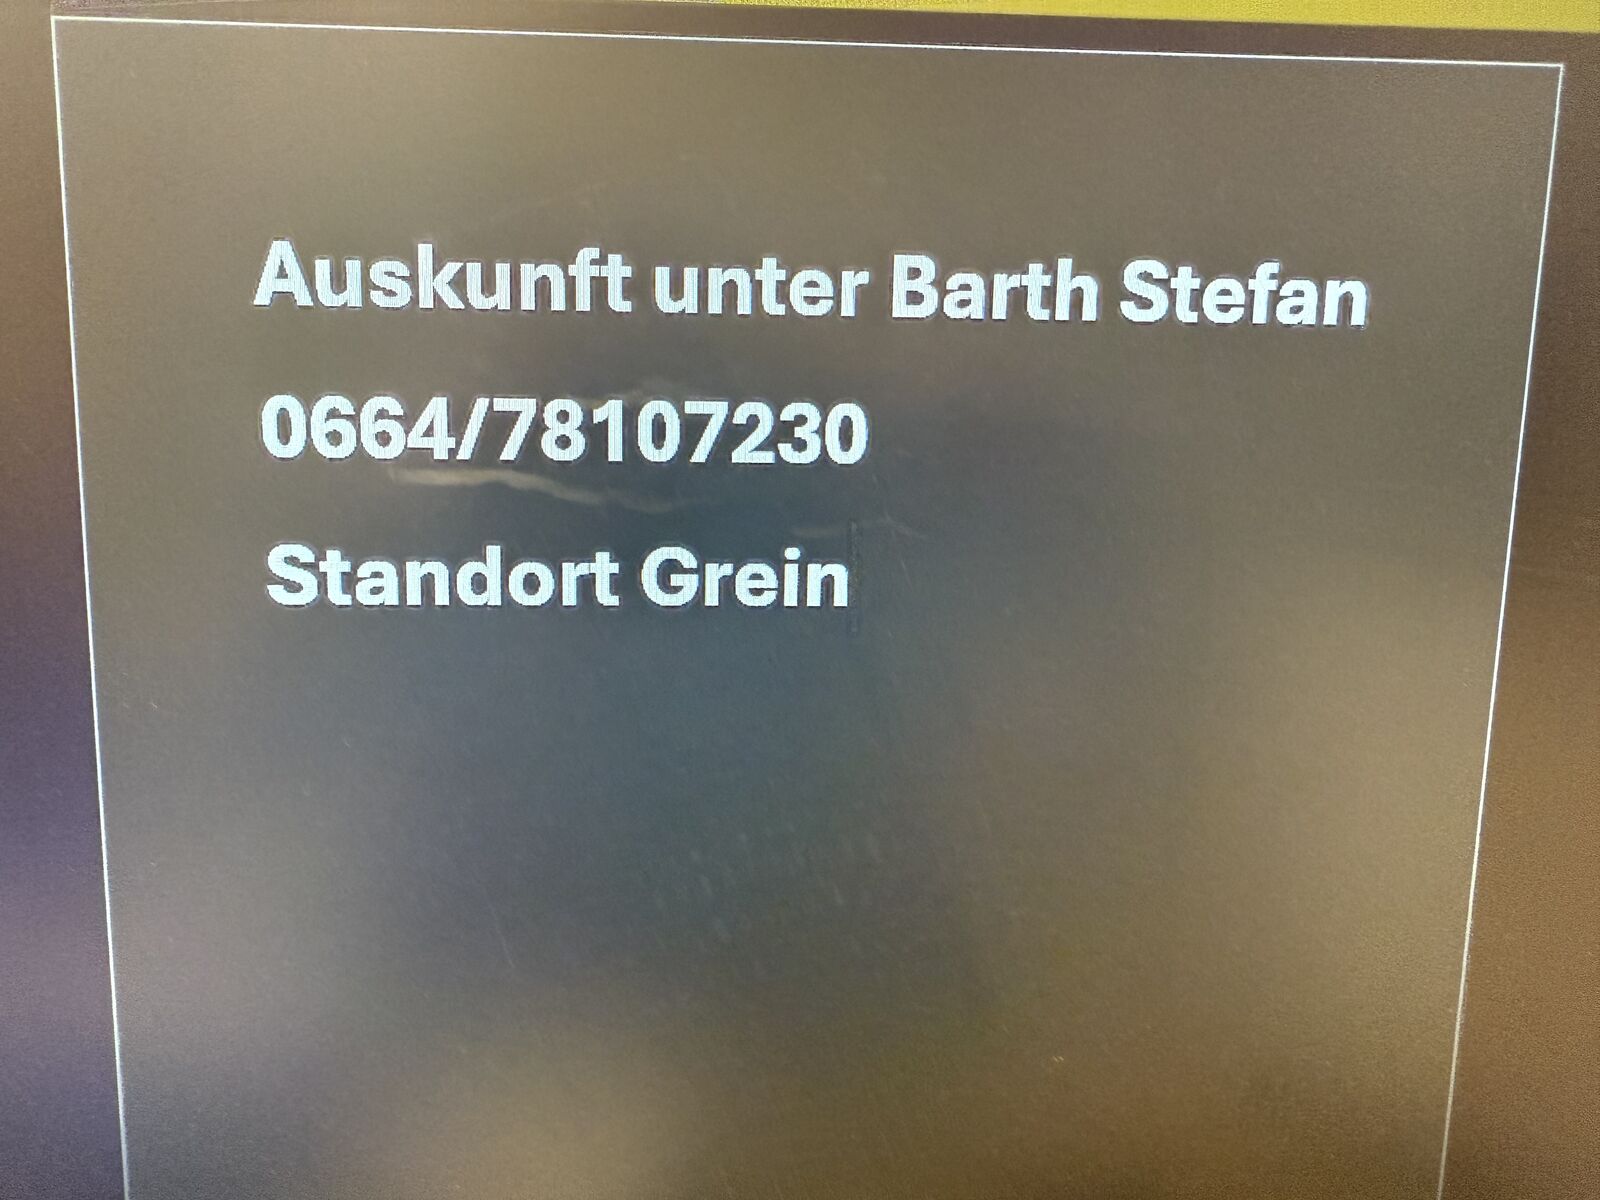 Auskunft unter Barth Stefan
0664/78107230
Standort Grein